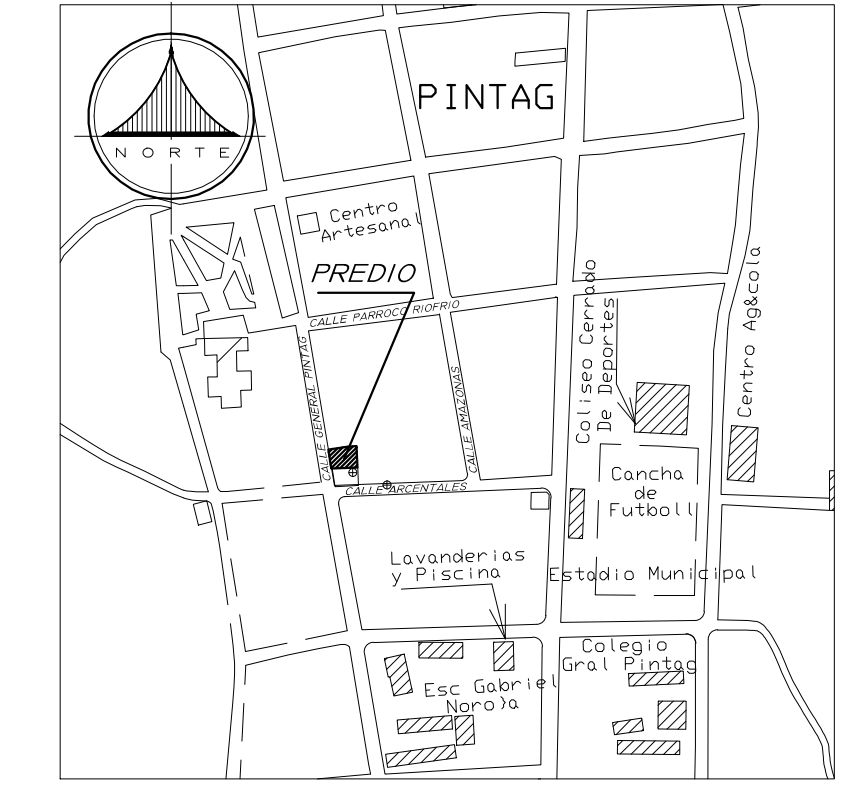 PINTAG
NORTE
Centro
Artesanal
PREDIO
CALLE PARROCO RIOFRIO
CALLE GENERAL PINTAG
CALLE AMAZONAS
CALLE ARCENTALES
Coliseo Cerrado
De Deportes
Centro Ag&cola
Cancha
de
Futboll
Lavanderias
y Piscina
Estadio Municipal
Colegio
Gral Pintag
Esc Gabriel
Noro}a